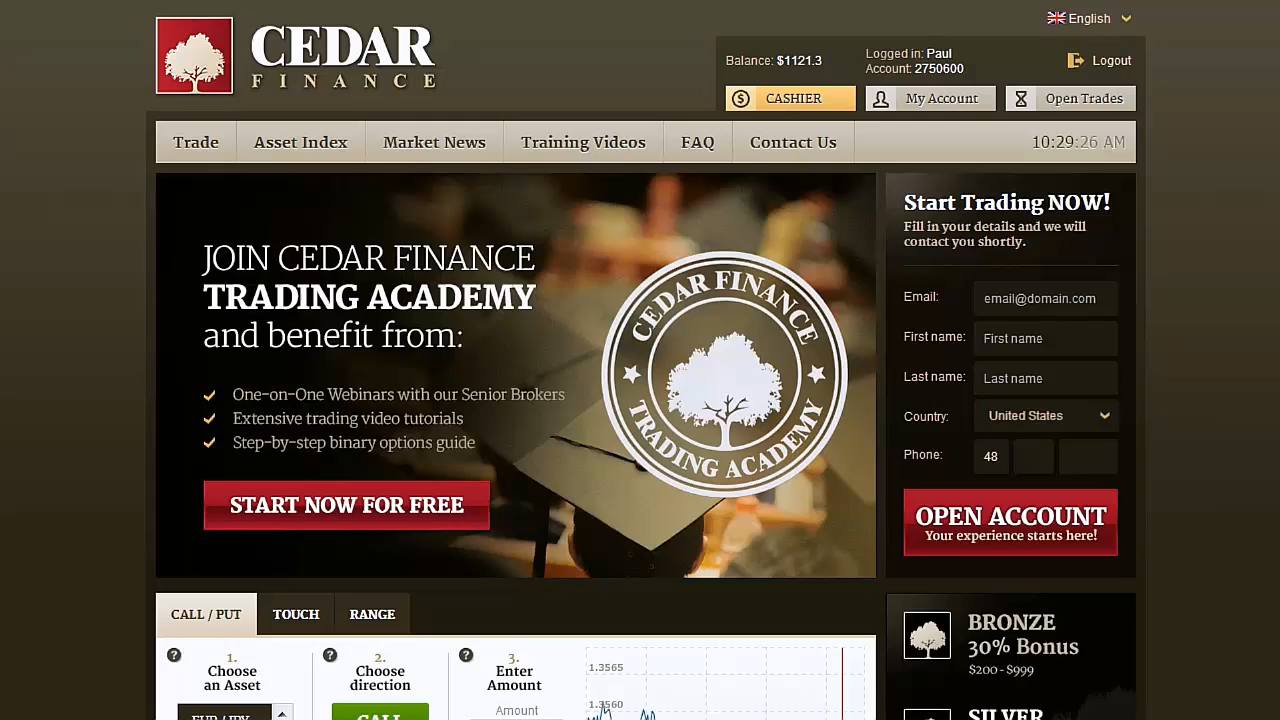 English
CEDAR
FINANCE
Balance: $1121.3
Logged in: Paul
Account: 2750600
Logout
CASHIER
My Account
Open Trades
Trade
Asset Index
Market News
Training Videos
FAQ
Contact Us
10:29:26 AM
JOIN CEDAR FINANCE
TRADING ACADEMY
and benefit from:
One-on-One Webinars with our Senior Brokers
Extensive trading video tutorials
Step-by-step binary options guide
START NOW FOR FREE
CEDAR FINANCE
TRADING ACADEMY
Start Trading NOW!
Fill in your details and we will
contact you shortly.
Email:
email@domain.com
First name:
First name
Last name:
Last name
Country:
United States
Phone:
48
OPEN ACCOUNT
Your experience starts here!
CALL / PUT
TOUCH
RANGE
?
1.
Choose
an Asset
EUR/JPY
?
2.
Choose
direction
CALL
?
3.
Enter
Amount
Amount
1.3565
1.3560
BRONZE
30% Bonus
$200 - $999
SILVER